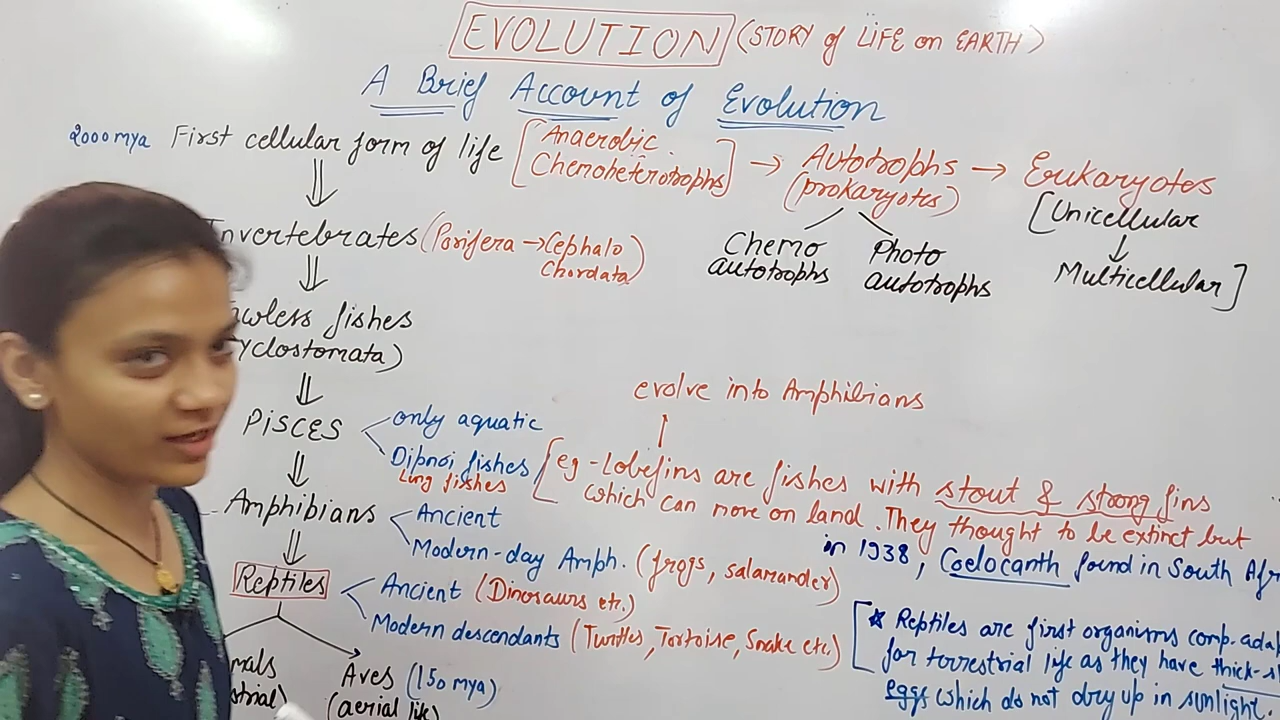 EVOLUTION (STORY of LIFE on EARTH)
A Brief Account of Evolution
2000 mya First cellular form of life [Anaerobic Chemoheterotrophs] → Autotrophs (prokaryotes) → Eukaryotes
[Unicellular
↓
Multicellular]
Chemo autotrophs
Photo autotrophs
Invertebrates (Porifera → Cephalo Chordata)
fishes
PISCES
only aquatic
Dipnoi fishes
Lung fishes
evolve into Amphibians
[eg - Lobefins are fishes with stout & strong fins
which can move on land. They thought to be extinct but
in 1938, Coelocanth found in South
Amphibians
Ancient
Modern-day Amph. (frogs, salamander)
Reptiles
Ancient (Dinosaurs etc.)
Modern descendants (Turtles, Tortoise, Snake etc.)
[* Reptiles are first organisms comp.
for terrestrial life as they have thick-
eggs which do not dry up in sunlight.
Aves (150 mya)
(aerial life)